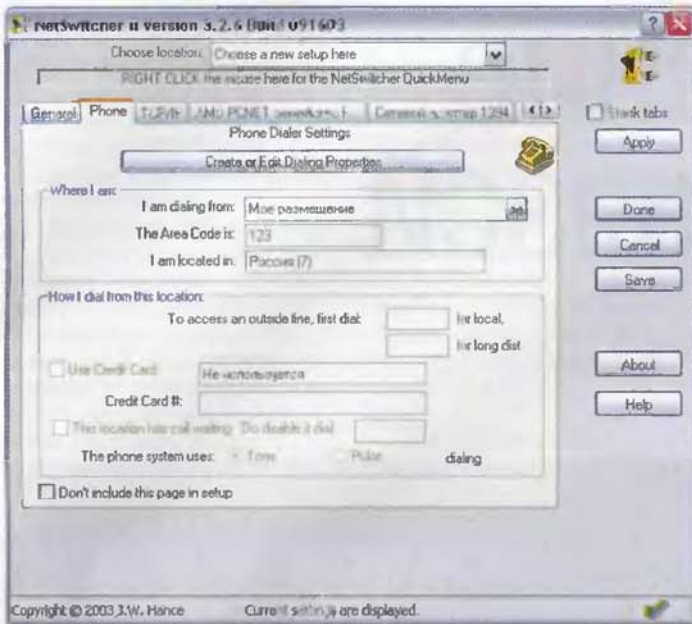 NetSwitcher II version 3.2.6 Build 091603
Choose location: Choose a new setup here
RIGHT CLICK the mouse here for the NetSwitcher QuickMenu
General Phone TCP/IP AMD PCNET 1394
Stack tabs
Phone Dialer Settings
Apply
Create or Edit Dialing Properties
Where I am:
I am dialing from: Мое размещение
Done
The Area Code is: 123
Cancel
I am located in: Россия (7)
Save
How I dial from this location:
To access an outside line, first dial: for local,
for long dist
About
Use Credit Card Не используется
Help
Credit Card #:
This location has call waiting. To disable it dial
The phone system uses: Tone Pulse dialing
Don't include this page in setup
Copyright © 2003 J.W. Hance Current settings are displayed.